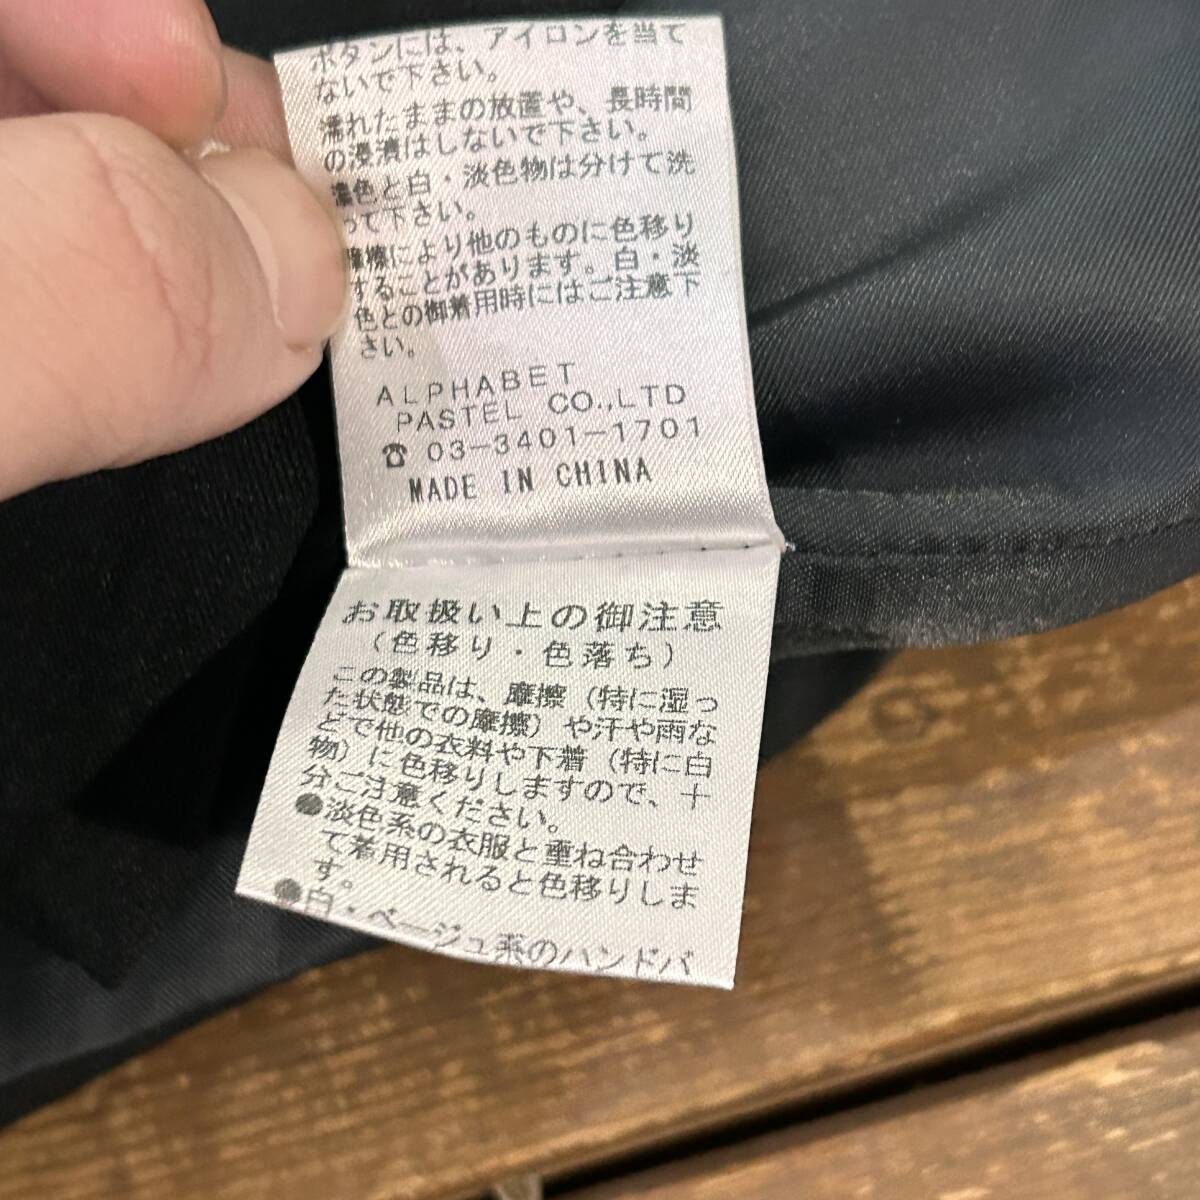 ボタンには、アイロンを当て
ないで下さい。
濡れたままの放置や、長時間
の浸漬はしないで下さい。
濃色と白・淡色物は分けて洗
って下さい。
摩擦により他のものに色移り
することがあります。白・淡
色との御着用時にはご注意下
さい。
ALPHABET
PASTEL CO.,LTD
☎ 03-3401-1701
MADE IN CHINA
お取扱い上の御注意
(色移り・色落ち)
この製品は、摩擦(特に湿っ
た状態での摩擦)や汗や雨な
どで他の衣料や下着(特に白
物)に色移りしますので、十
分ご注意ください。
●淡色系の衣服と重ね合わせ
て着用されると色移りしま
す。
●白・ベージュ系のハンドバ